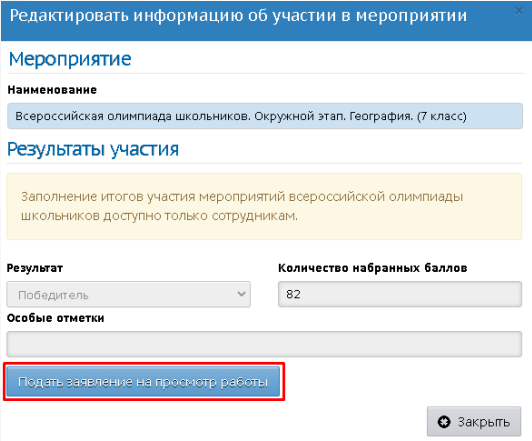 Редактировать информацию об участии в мероприятии
Мероприятие
Наименование
Всероссийская олимпиада школьников. Окружной этап. География. (7 класс)
Результаты участия
Заполнение итогов участия мероприятий всероссийской олимпиады
школьников доступно только сотрудникам.
Результат
Количество набранных баллов
Победитель
82
Особые отметки
Подать заявление на просмотр работы
Закрыть